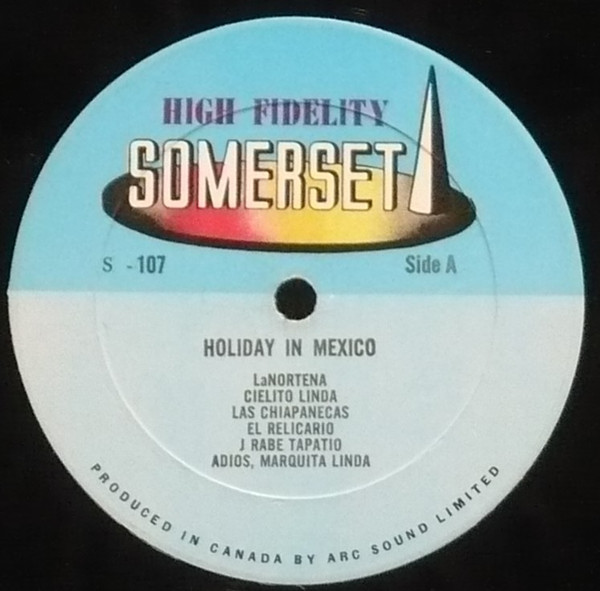 HIGH FIDELITY
SOMERSET
S - 107
Side A
HOLIDAY IN MEXICO
LaNORTENA
CIELITO LINDA
LAS CHIAPANECAS
EL RELICARIO
J RABE TAPATIO
ADIOS, MARQUITA LINDA
PRODUCED IN CANADA BY ARC SOUND LIMITED